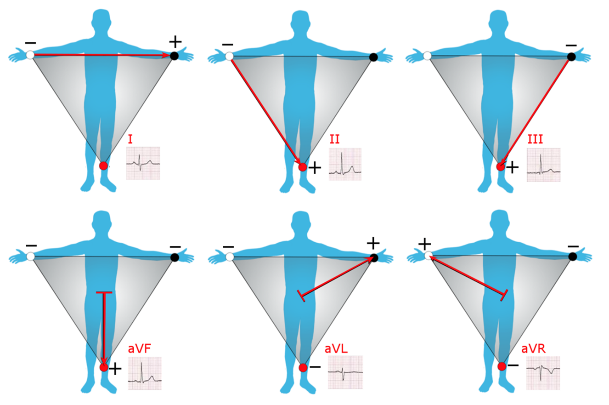 − +
I
−
II
+
−
III
+
− −
aVF
+
− +
aVL
−
+ −
aVR
−